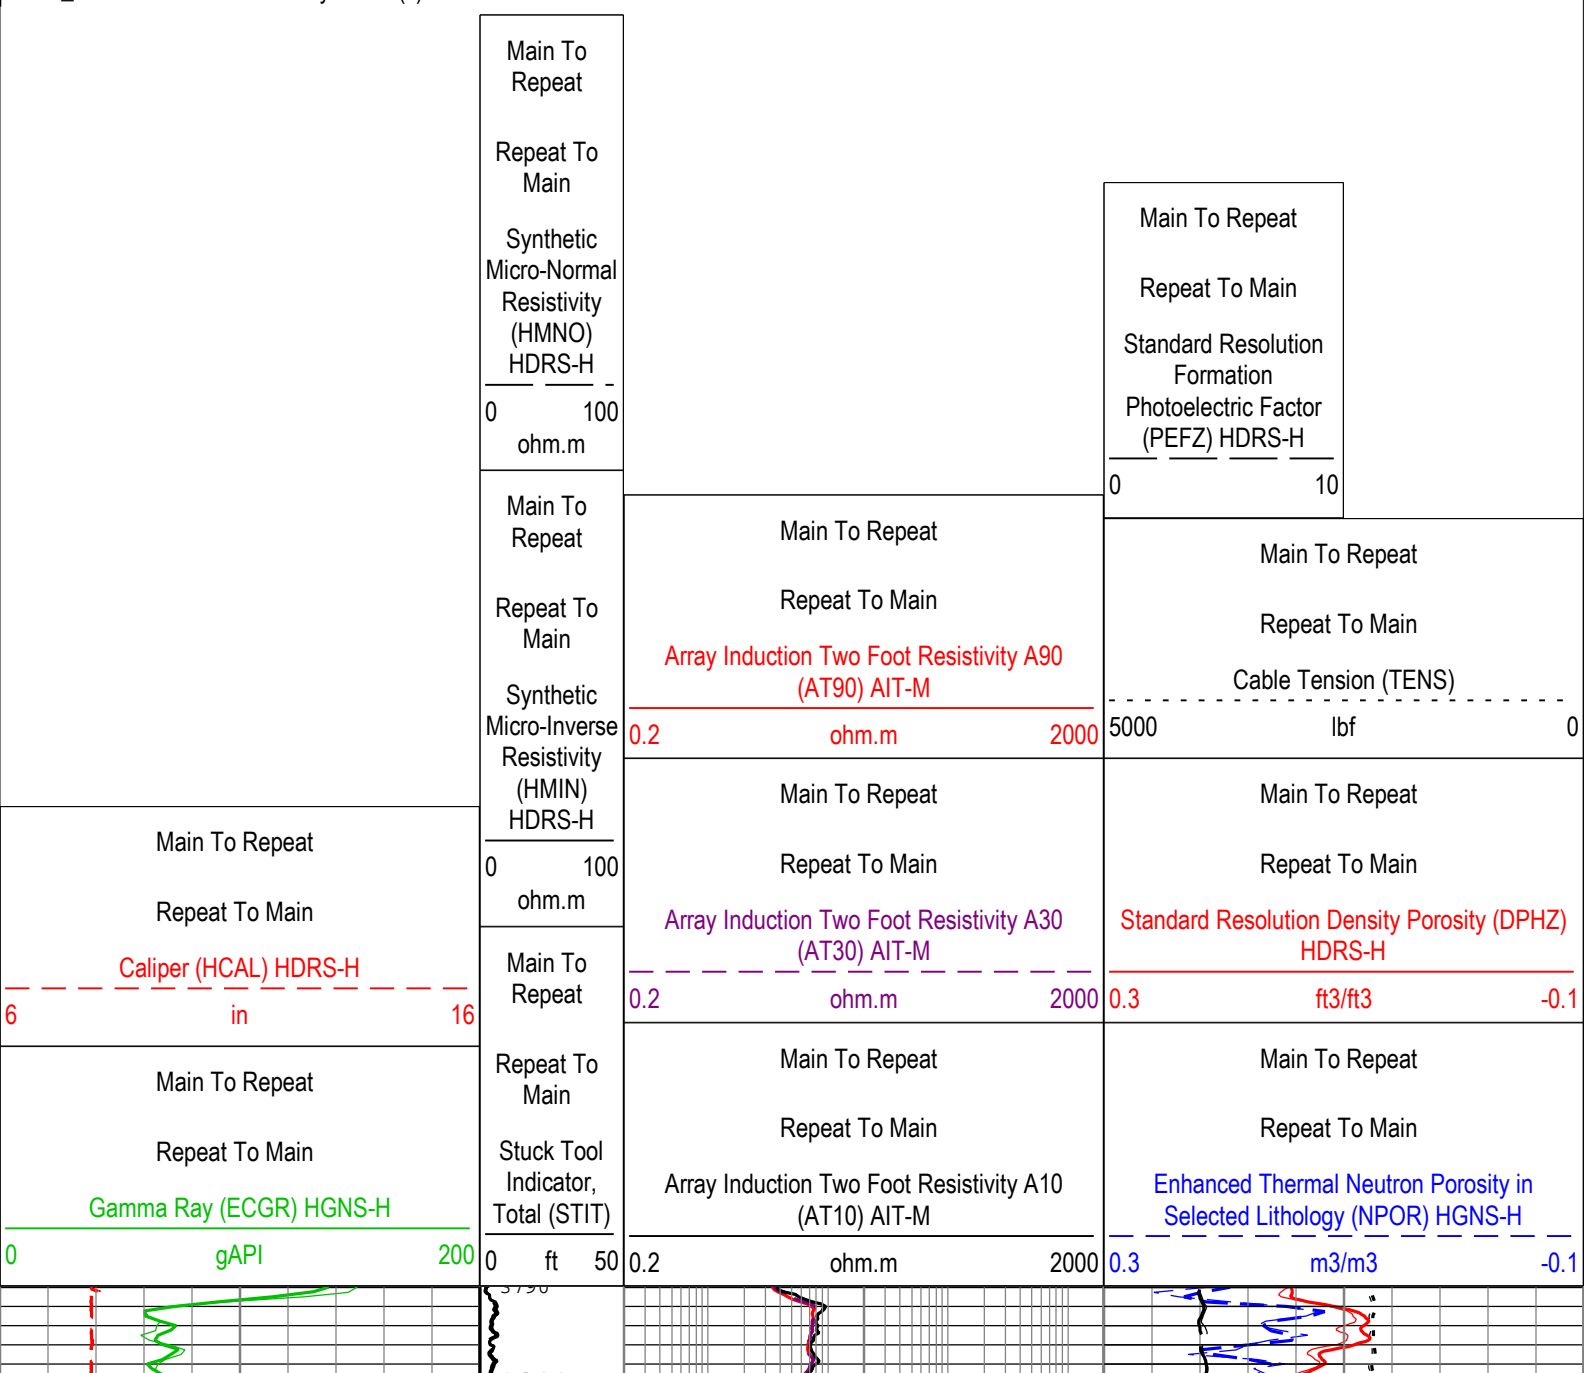 Main To
Repeat
Repeat To
Main
Synthetic
Micro-Normal
Resistivity
(HMNO)
HDRS-H
0 100
ohm.m
Main To Repeat
Repeat To Main
Standard Resolution
Formation
Photoelectric Factor
(PEFZ) HDRS-H
0 10
Main To
Repeat
Repeat To
Main
Synthetic
Micro-Inverse
Resistivity
(HMIN)
HDRS-H
0 100
ohm.m
Main To Repeat
Repeat To Main
Array Induction Two Foot Resistivity A90
(AT90) AIT-M
0.2 ohm.m 2000
Main To Repeat
Repeat To Main
Cable Tension (TENS)
5000 lbf 0
Main To Repeat
Repeat To Main
Caliper (HCAL) HDRS-H
6 in 16
Main To Repeat
Repeat To Main
Array Induction Two Foot Resistivity A30
(AT30) AIT-M
0.2 ohm.m 2000
Main To Repeat
Repeat To Main
Standard Resolution Density Porosity (DPHZ)
HDRS-H
0.3 ft3/ft3 -0.1
Main To Repeat
Repeat To Main
Gamma Ray (ECGR) HGNS-H
0 gAPI 200
Main To
Repeat
Repeat To
Main
Stuck Tool
Indicator,
Total (STIT)
0 ft 50
Main To Repeat
Repeat To Main
Array Induction Two Foot Resistivity A10
(AT10) AIT-M
0.2 ohm.m 2000
Main To Repeat
Repeat To Main
Enhanced Thermal Neutron Porosity in
Selected Lithology (NPOR) HGNS-H
0.3 m3/m3 -0.1